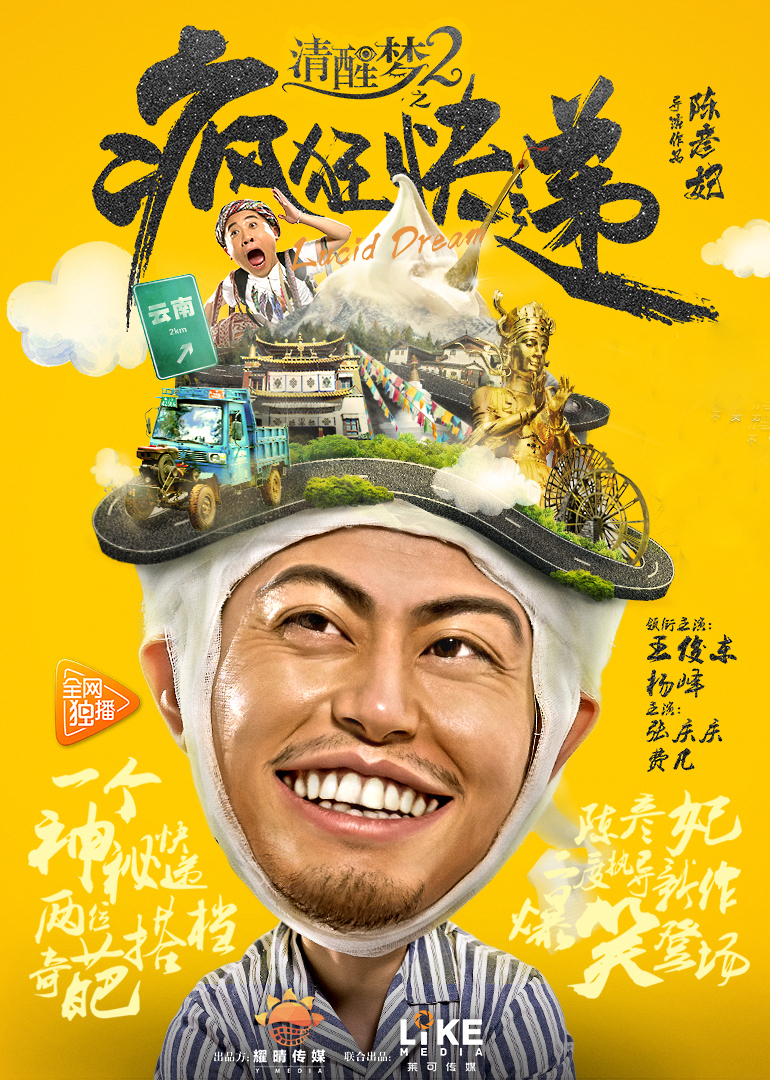 清醒梦2
之
疯狂快递
Lucid Dream
陈彦妃
导演作品
云南
2km
领衔主演:
王俊东
杨峰
主演:
张庆庆
费凡
全网
独播
一个
神秘快递
两位
奇葩搭档
陈彦妃
二度执导新作
爆笑登场
出品方:
耀晴传媒
Y MEDIA
联合出品:
LIKE
MEDIA
莱可传媒